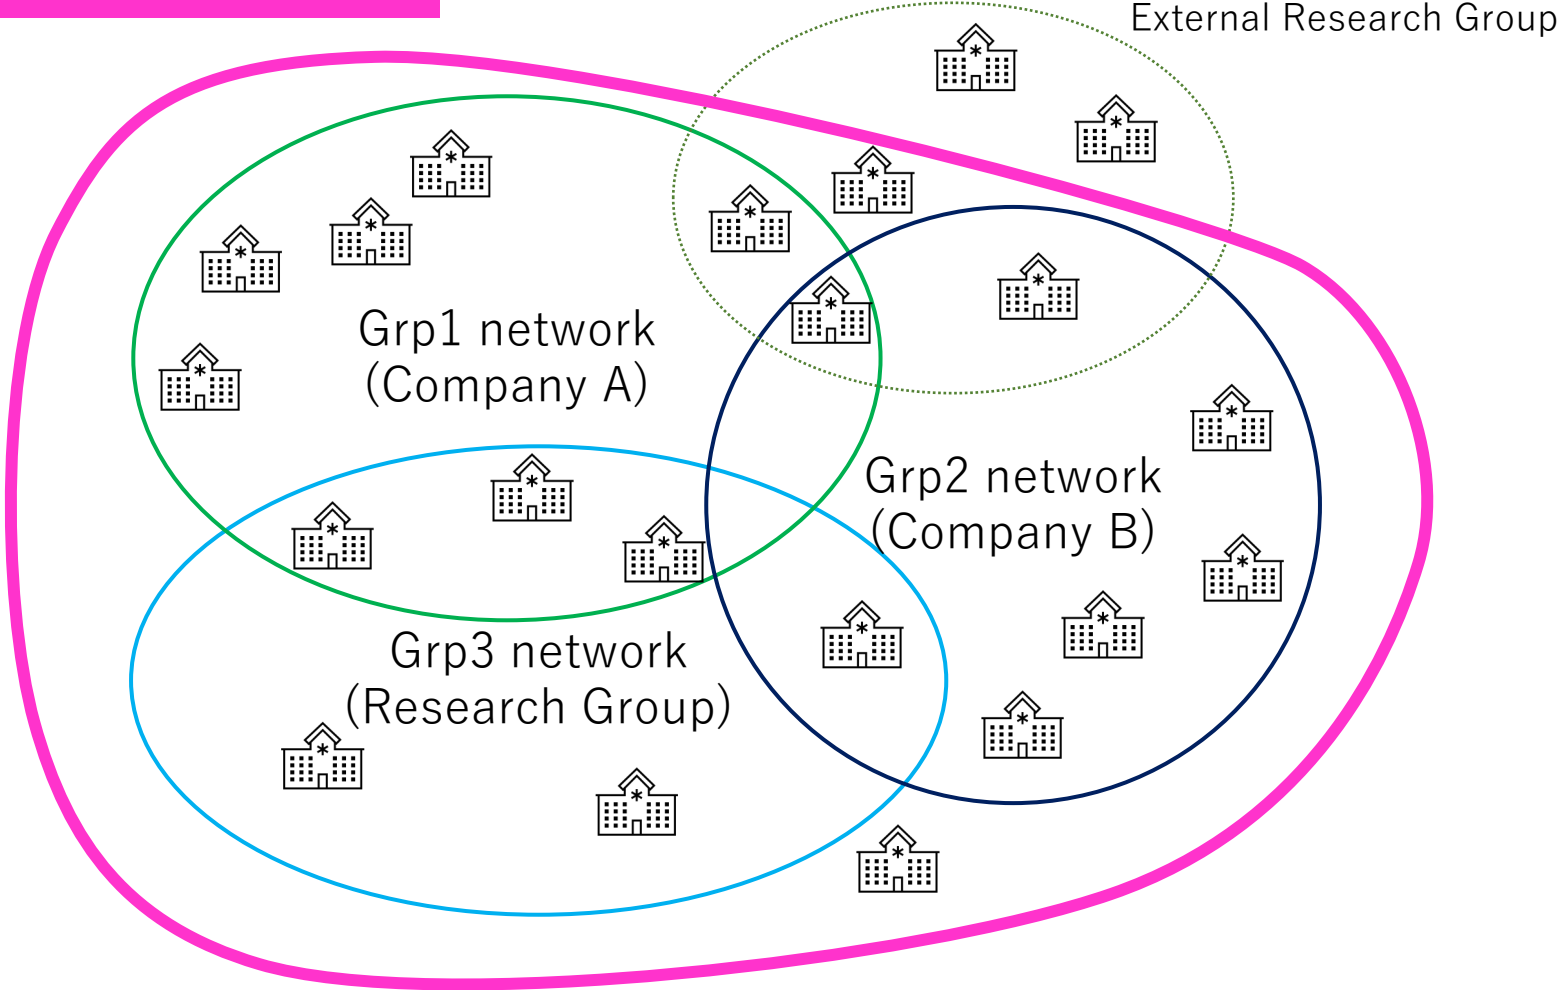 External Research Group
Grp1 network
(Company A)
Grp2 network
(Company B)
Grp3 network
(Research Group)